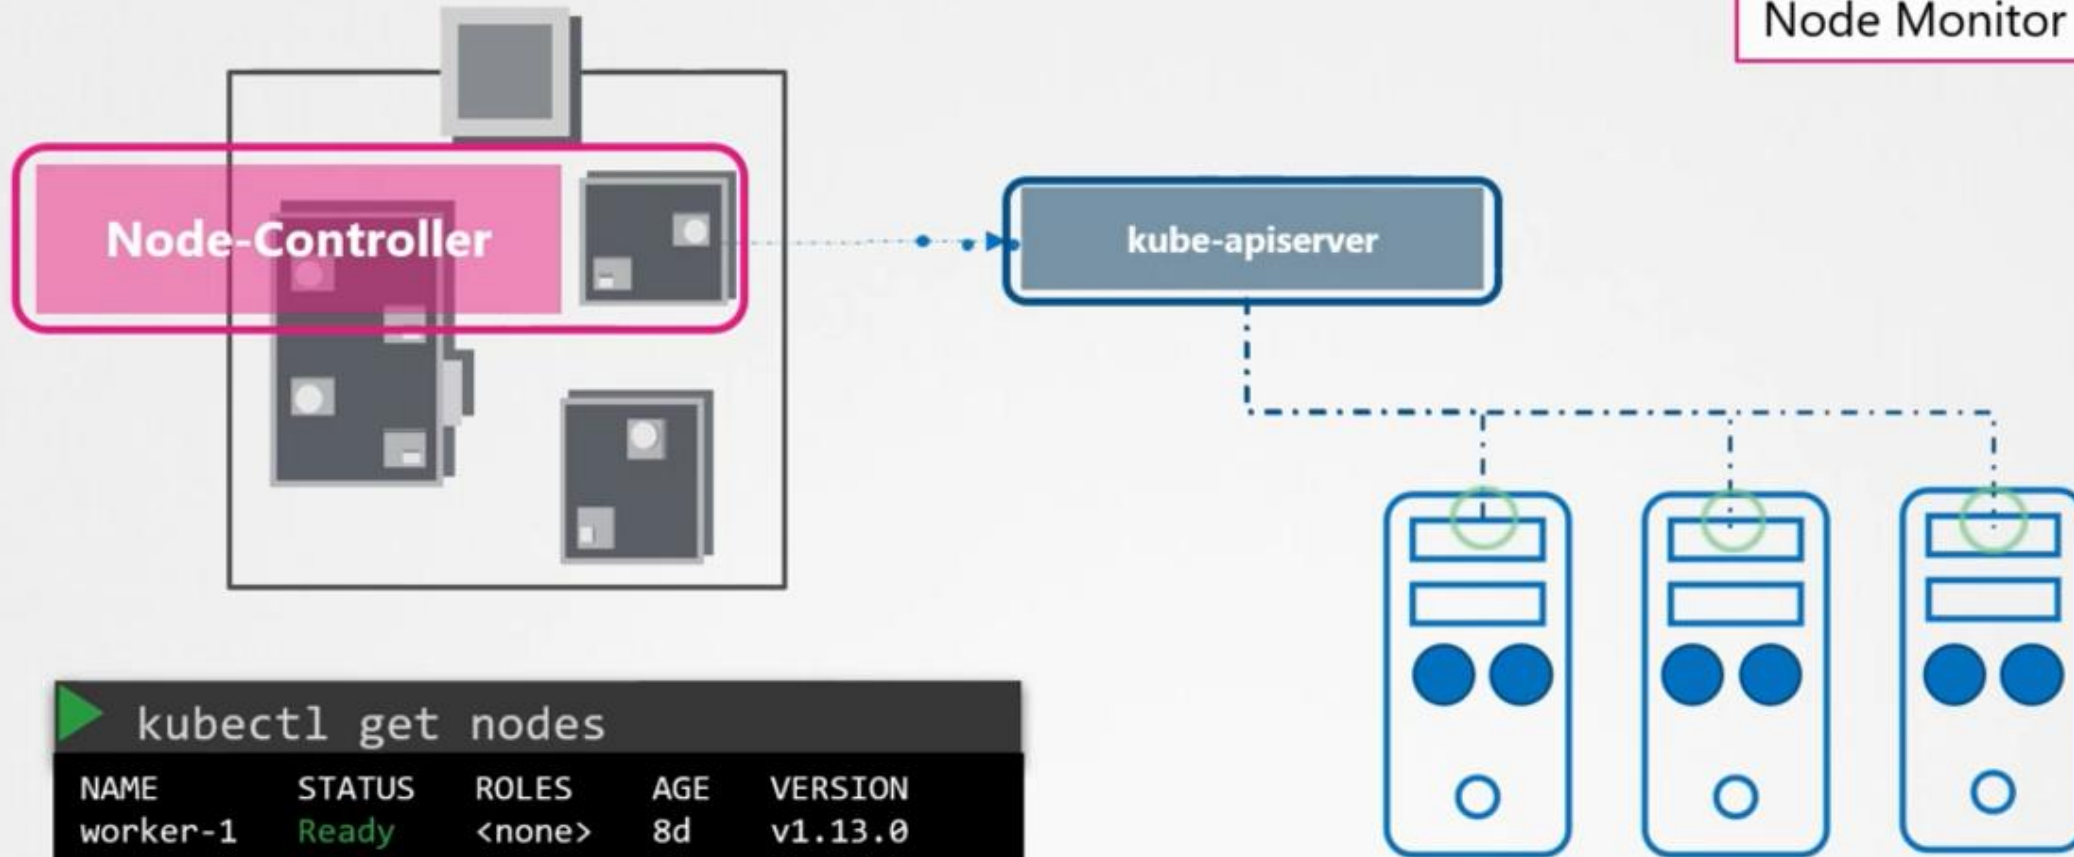 Node Monitor
Node-Controller
kube-apiserver
kubectl get nodes
NAME STATUS ROLES AGE VERSION
worker-1 Ready <none> 8d v1.13.0